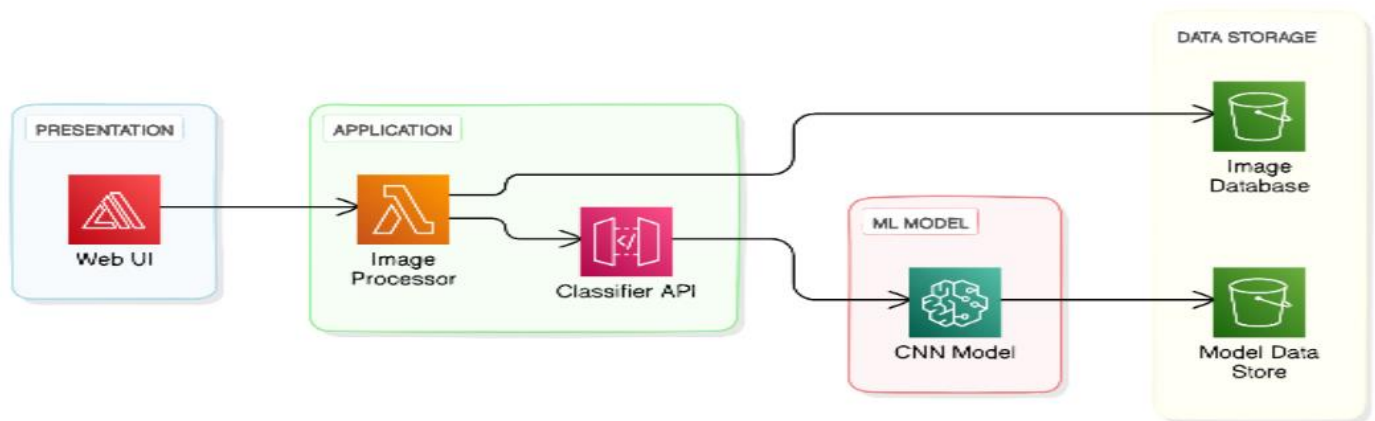 PRESENTATION
Web UI
APPLICATION
Image
Processor
Classifier API
ML MODEL
CNN Model
DATA STORAGE
Image
Database
Model Data
Store